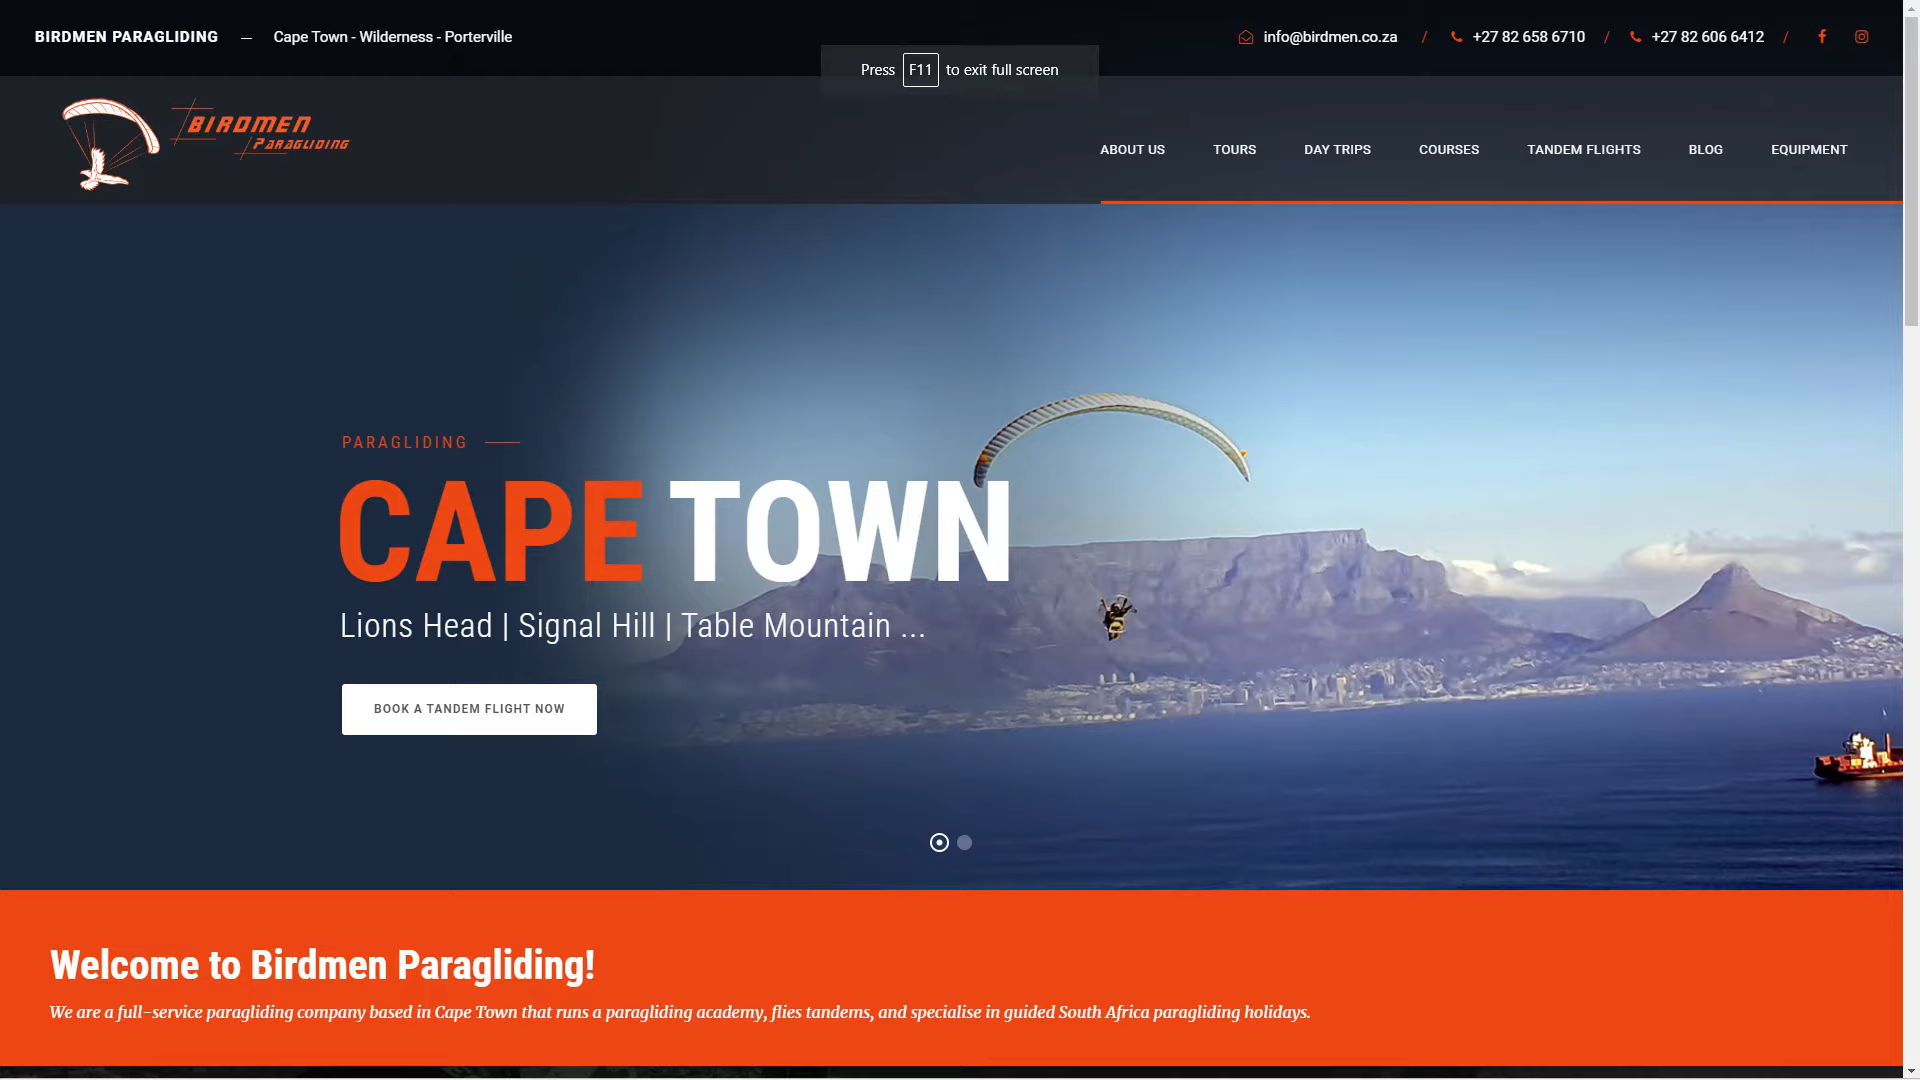 BIRDMEN PARAGLIDING — Cape Town - Wilderness - Porterville
info@birdmen.co.za / +27 82 658 6710 / +27 82 606 6412 /
Press F11 to exit full screen
BIRDMEN
PARAGLIDING
ABOUT US TOURS DAY TRIPS COURSES TANDEM FLIGHTS BLOG EQUIPMENT
PARAGLIDING
CAPE TOWN
Lions Head | Signal Hill | Table Mountain ...
BOOK A TANDEM FLIGHT NOW
Welcome to Birdmen Paragliding!
We are a full-service paragliding company based in Cape Town that runs a paragliding academy, flies tandems, and specialise in guided South Africa paragliding holidays.